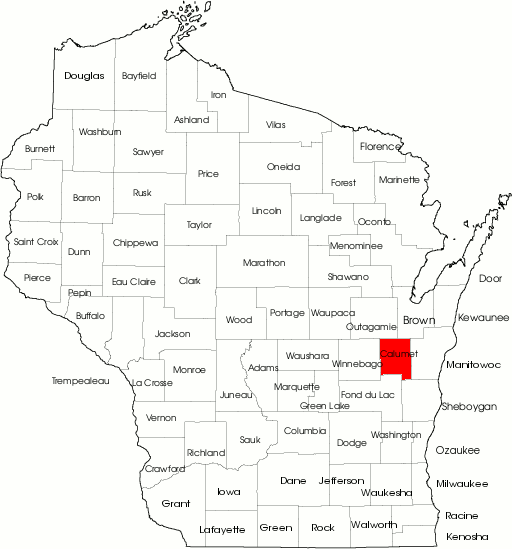 Douglas
Bayfield
Iron
Ashland
Vilas
Washburn
Burnett
Sawyer
Florence
Price
Oneida
Forest
Marinette
Polk
Barron
Rusk
Lincoln
Langlade
Oconto
Taylor
Saint Croix
Dunn
Chippewa
Menominee
Marathon
Pierce
Eau Claire
Clark
Shawano
Door
Pepin
Buffalo
Wood
Portage
Waupaca
Outagamie
Brown
Kewaunee
Jackson
Trempealeau
La Crosse
Monroe
Adams
Waushara
Winnebago
Calumet
Manitowoc
Juneau
Marquette
Green Lake
Fond du Lac
Sheboygan
Vernon
Richland
Sauk
Columbia
Dodge
Washington
Ozaukee
Crawford
Grant
Iowa
Dane
Jefferson
Waukesha
Milwaukee
Lafayette
Green
Rock
Walworth
Racine
Kenosha